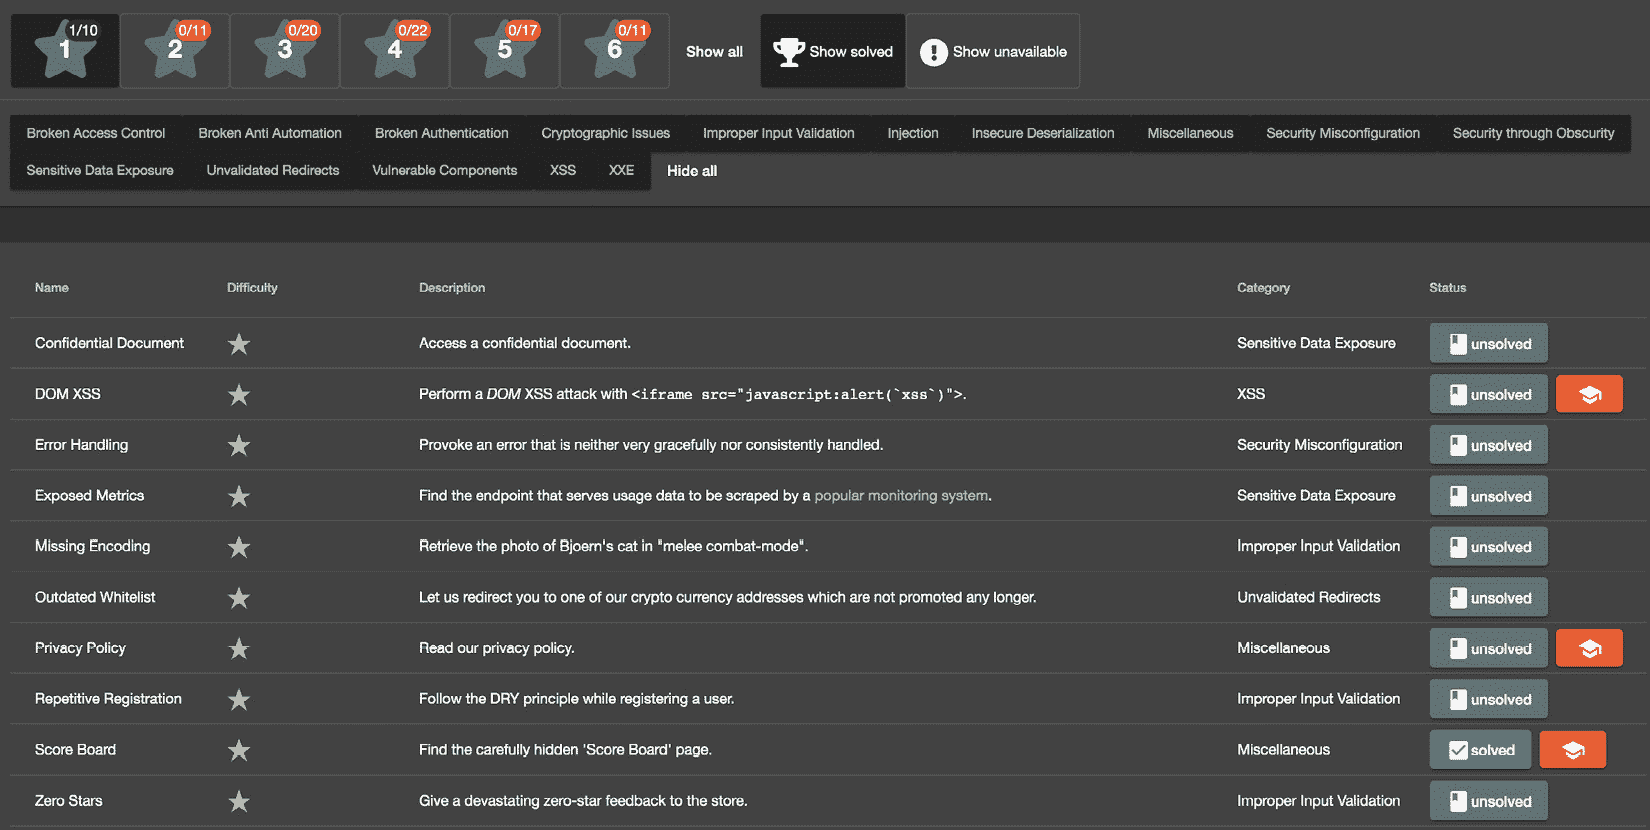 1 1/10 2 0/11 3 0/20 4 0/22 5 0/17 6 0/11 Show all Show solved Show unavailable
Broken Access Control Broken Anti Automation Broken Authentication Cryptographic Issues Improper Input Validation Injection Insecure Deserialization Miscellaneous Security Misconfiguration Security through Obscurity
Sensitive Data Exposure Unvalidated Redirects Vulnerable Components XSS XXE Hide all
Name Difficulty Description Category Status
Confidential Document Access a confidential document. Sensitive Data Exposure unsolved
DOM XSS Perform a DOM XSS attack with <iframe src="javascript:alert(`xss`)">. XSS unsolved
Error Handling Provoke an error that is neither very gracefully nor consistently handled. Security Misconfiguration unsolved
Exposed Metrics Find the endpoint that serves usage data to be scraped by a popular monitoring system. Sensitive Data Exposure unsolved
Missing Encoding Retrieve the photo of Bjoern's cat in "melee combat-mode". Improper Input Validation unsolved
Outdated Whitelist Let us redirect you to one of our crypto currency addresses which are not promoted any longer. Unvalidated Redirects unsolved
Privacy Policy Read our privacy policy. Miscellaneous unsolved
Repetitive Registration Follow the DRY principle while registering a user. Improper Input Validation unsolved
Score Board Find the carefully hidden 'Score Board' page. Miscellaneous solved
Zero Stars Give a devastating zero-star feedback to the store. Improper Input Validation unsolved